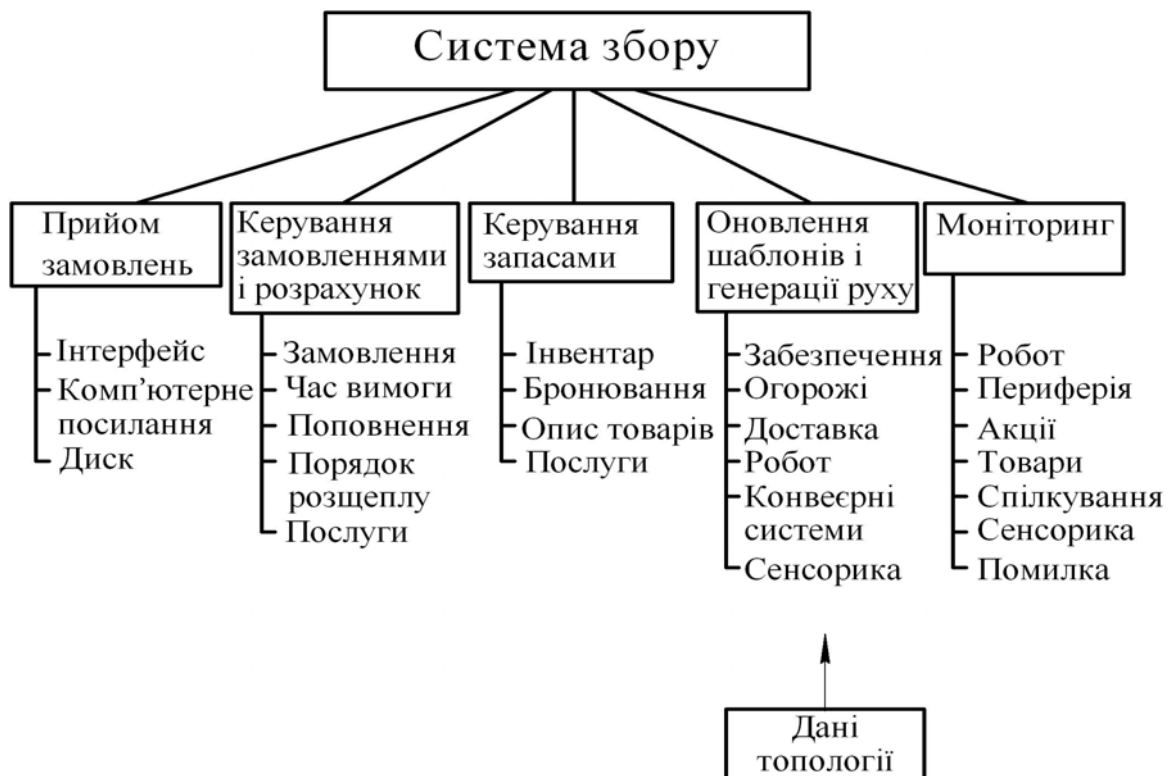 Система збору
Прийом
замовлень
Інтерфейс
Комп’ютерне
посилання
Диск
Керування
замовленнями
і розрахунок
Замовлення
Час вимоги
Поповнення
Порядок
розщеплу
Послуги
Керування
запасами
Інвентар
Бронювання
Опис товарів
Послуги
Оновлення
шаблонів і
генерації руху
Забезпечення
Огорожі
Доставка
Робот
Конвеєрні
системи
Сенсорика
Моніторинг
Робот
Периферія
Акції
Товари
Спілкування
Сенсорика
Помилка
Дані
топології